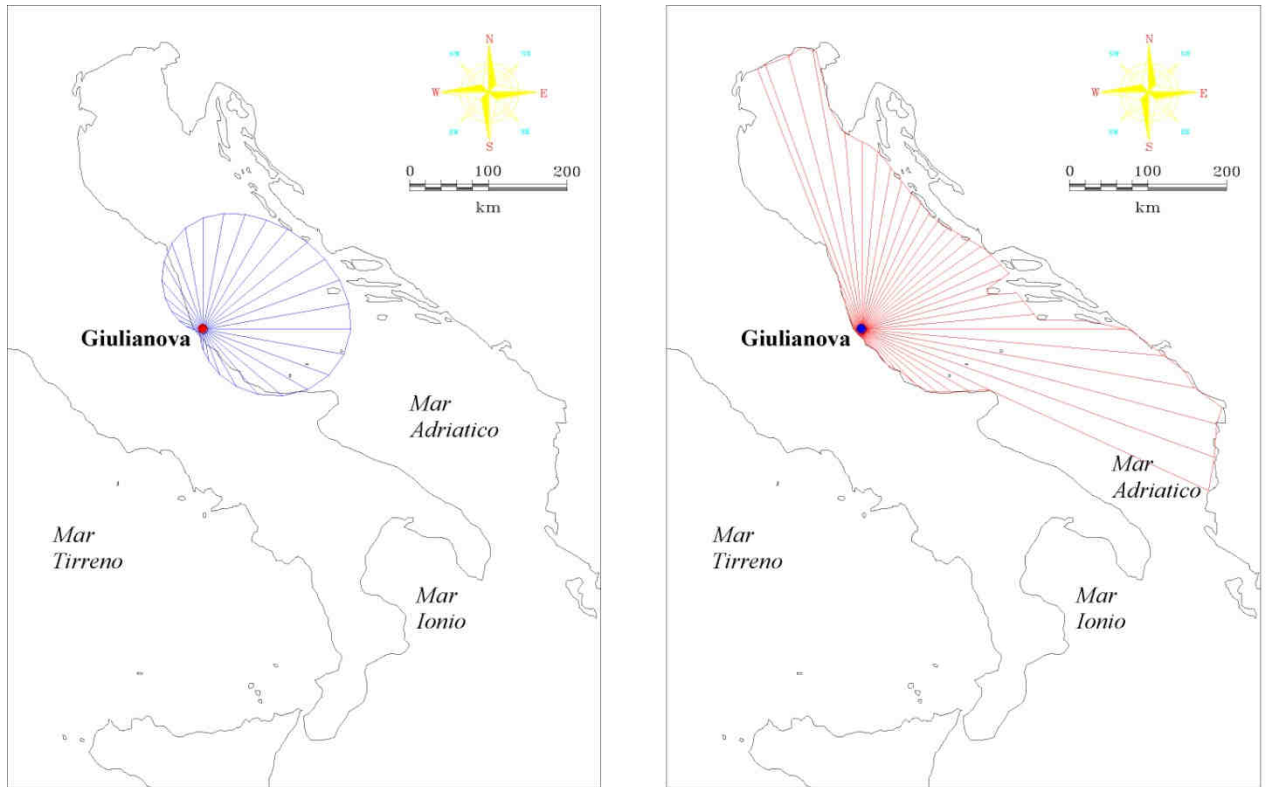 N
W
E
S
0
100
200
km
Giulianova
Mar
Adriatico
Mar
Tirreno
Mar
Ionio
N
W
E
S
0
100
200
km
Giulianova
Mar
Adriatico
Mar
Tirreno
Mar
Ionio